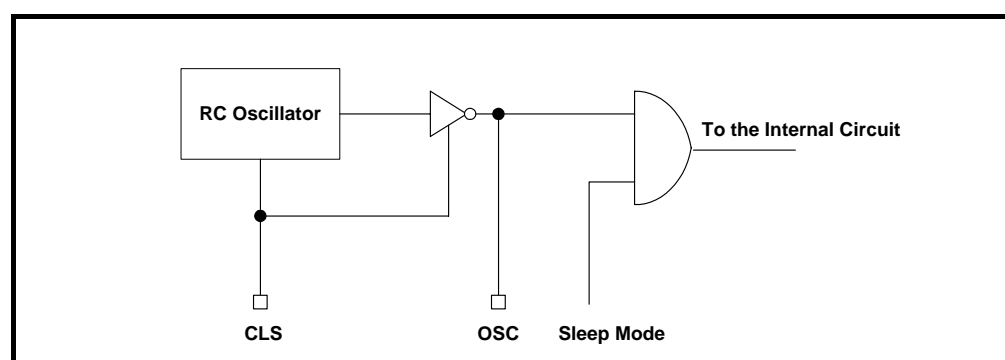 RC Oscillator
To the Internal Circuit
CLS
OSC
Sleep Mode